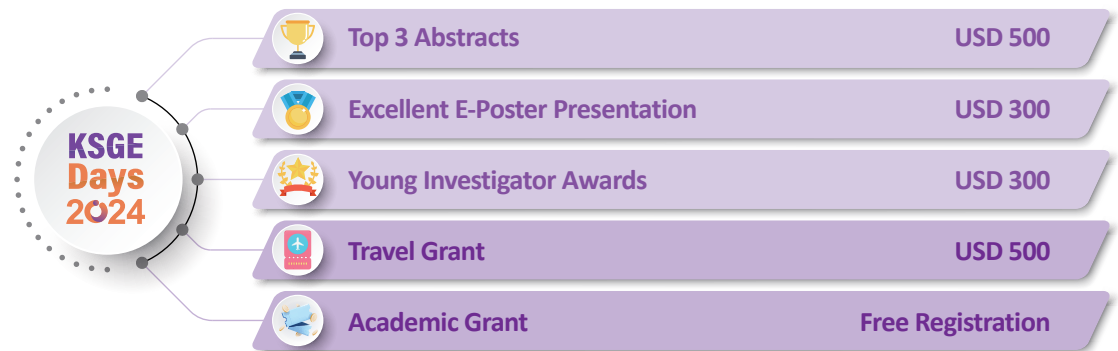 KSGE
Days
2024
Top 3 Abstracts USD 500
Excellent E-Poster Presentation USD 300
Young Investigator Awards USD 300
Travel Grant USD 500
Academic Grant Free Registration